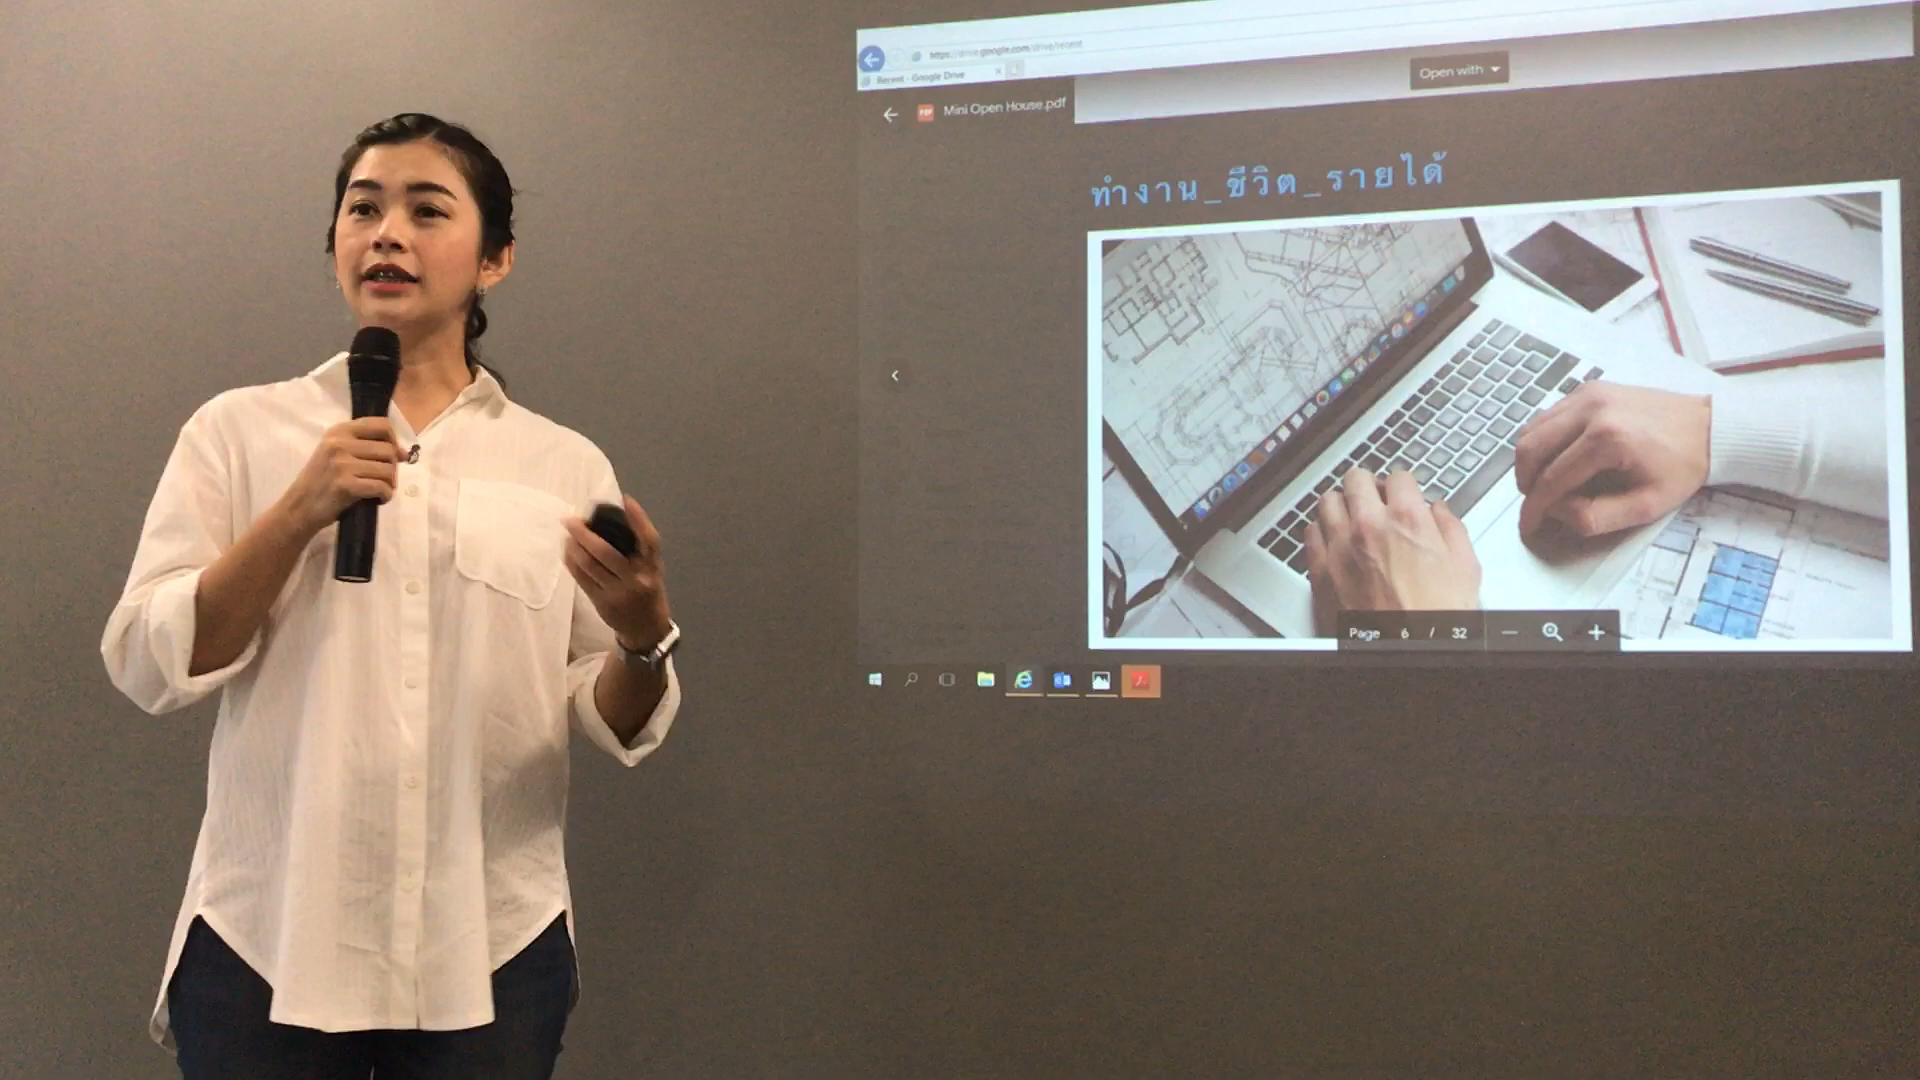 https://drive.google.com/drive/recent
Recent - Google Drive
Open with
PDF
Mini Open House.pdf
ทำงาน_ชีวิต_รายได้
Page 6 / 32